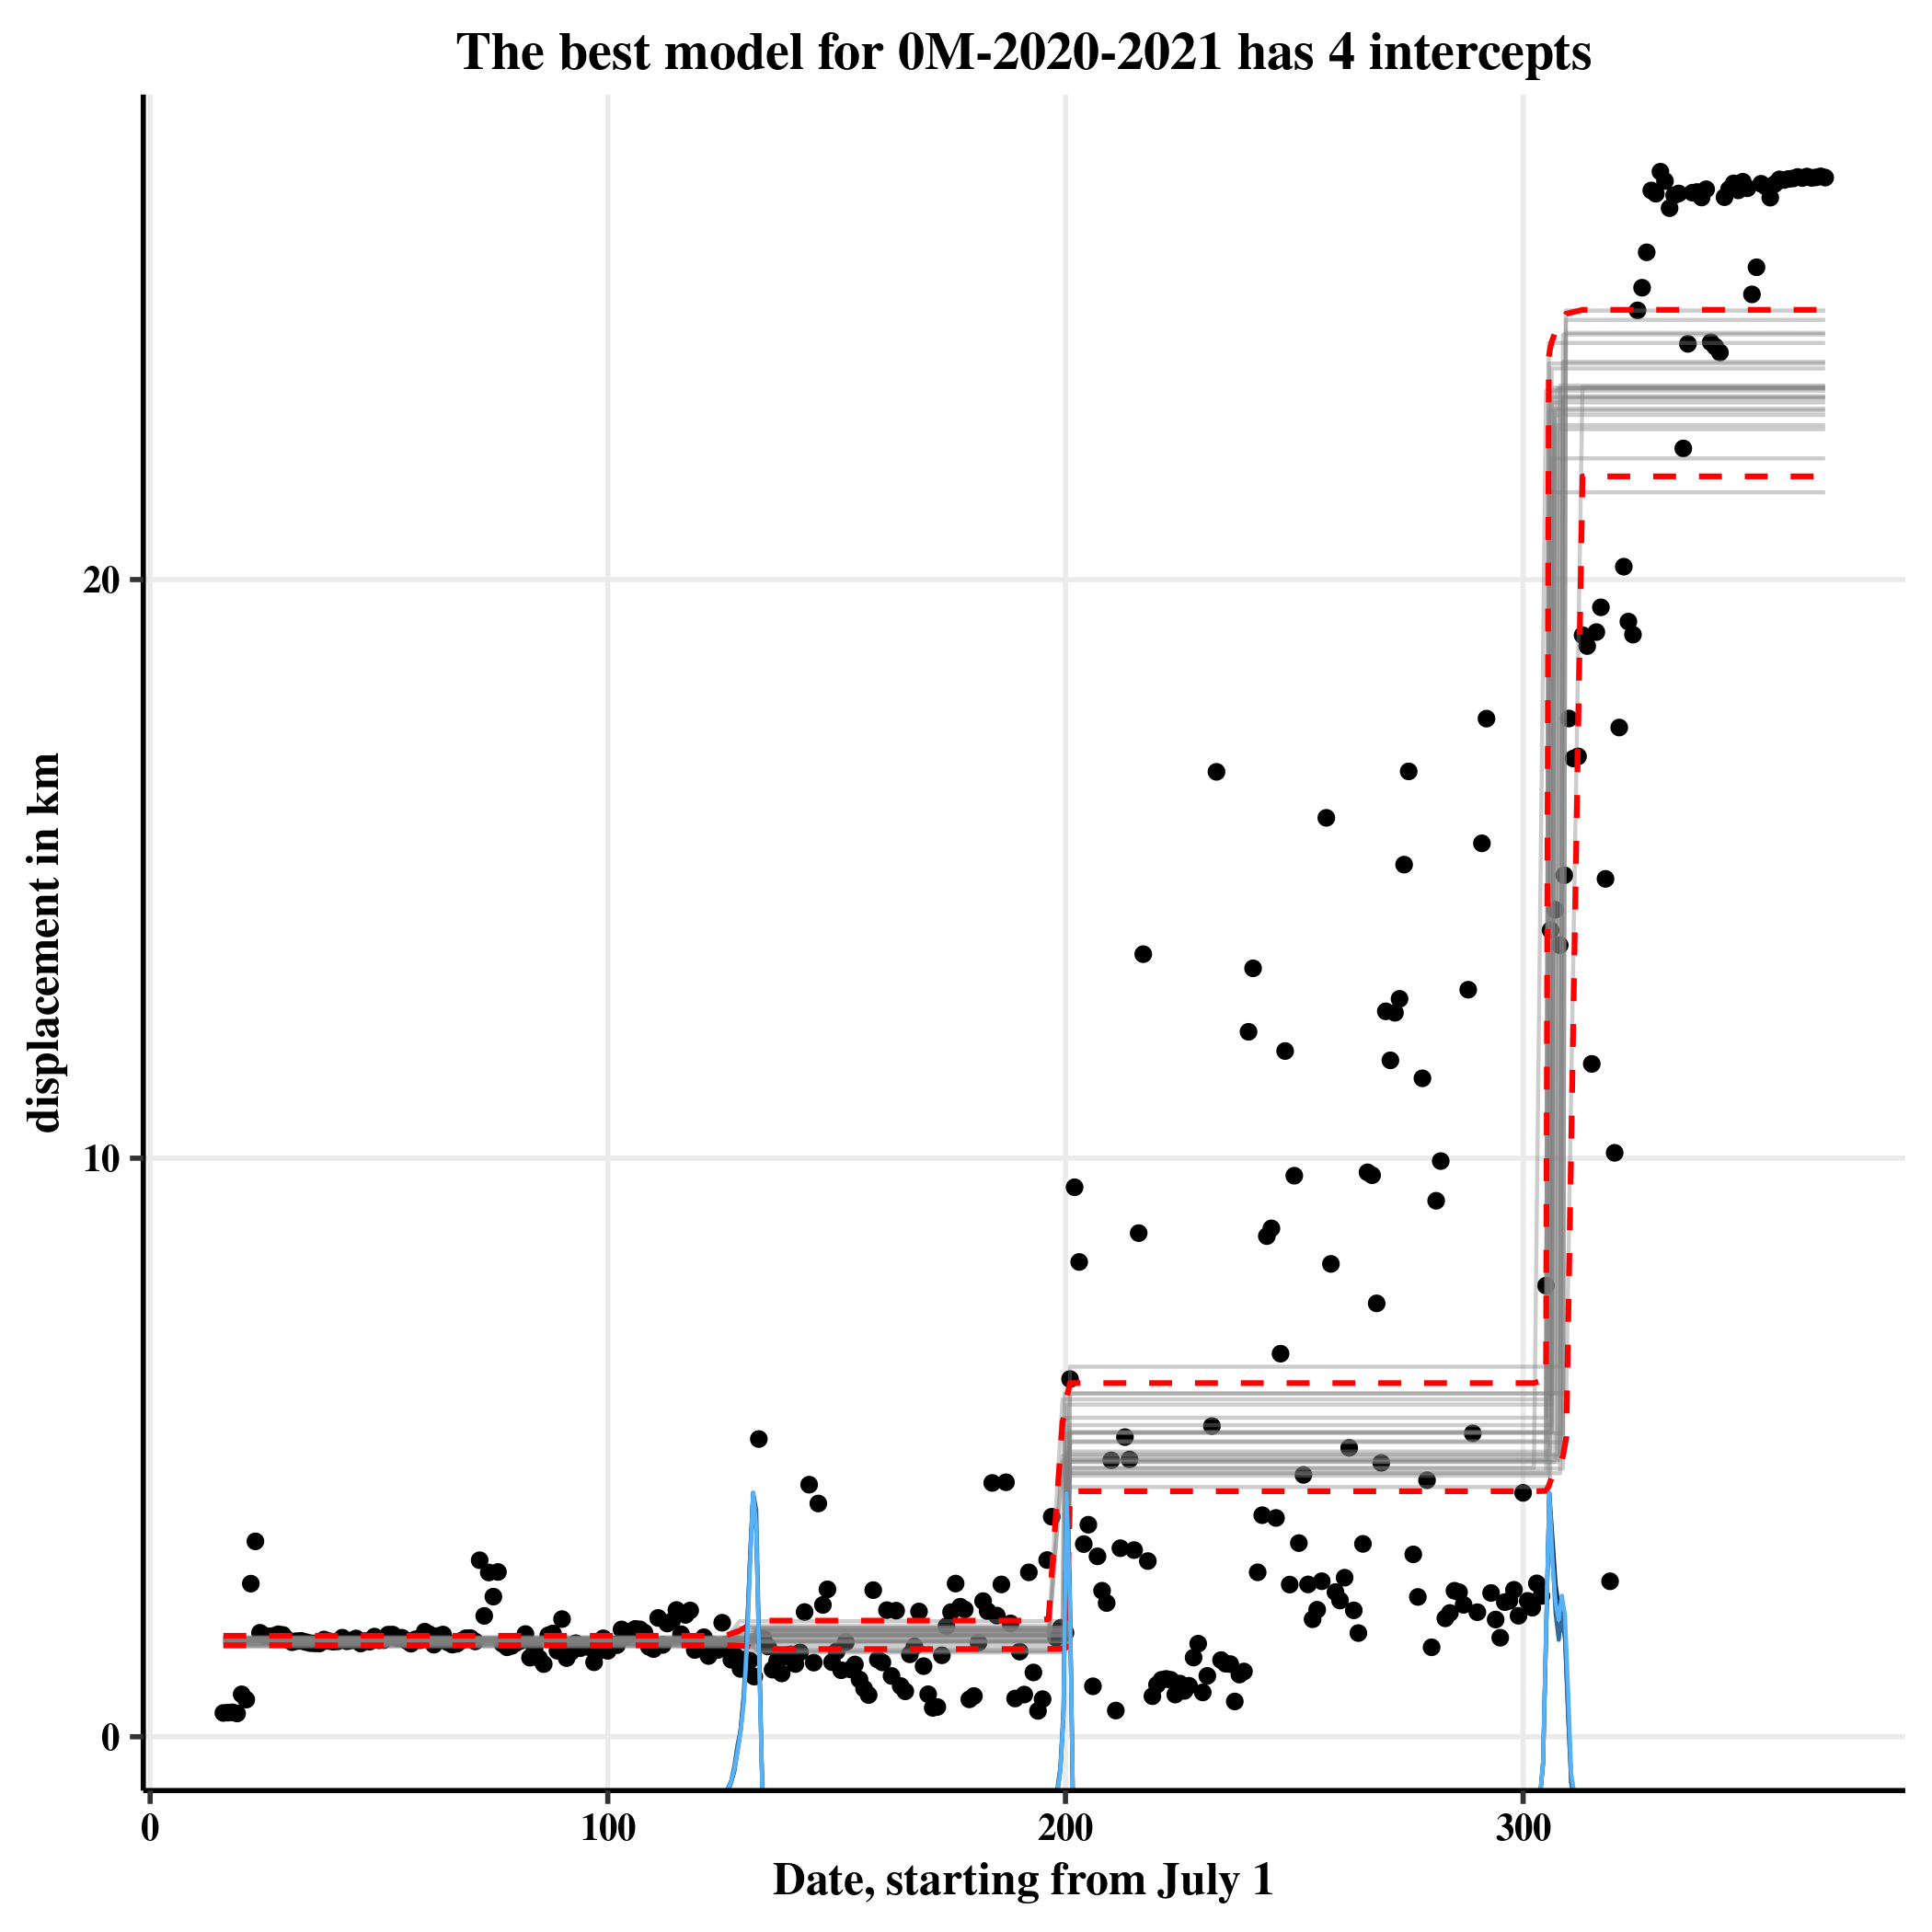 The best model for 0M-2020-2021 has 4 intercepts
displacement in km
20
10
0
0 100 200 300
Date, starting from July 1